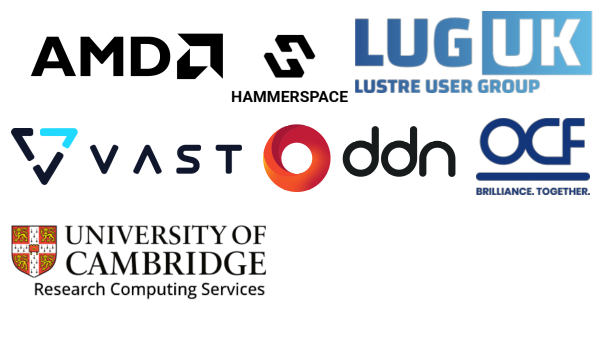 AMD
HAMMERSPACE
LUG UK
LUSTRE USER GROUP
VAST
ddn
OCF
BRILLIANCE. TOGETHER.
UNIVERSITY OF
CAMBRIDGE
Research Computing Services